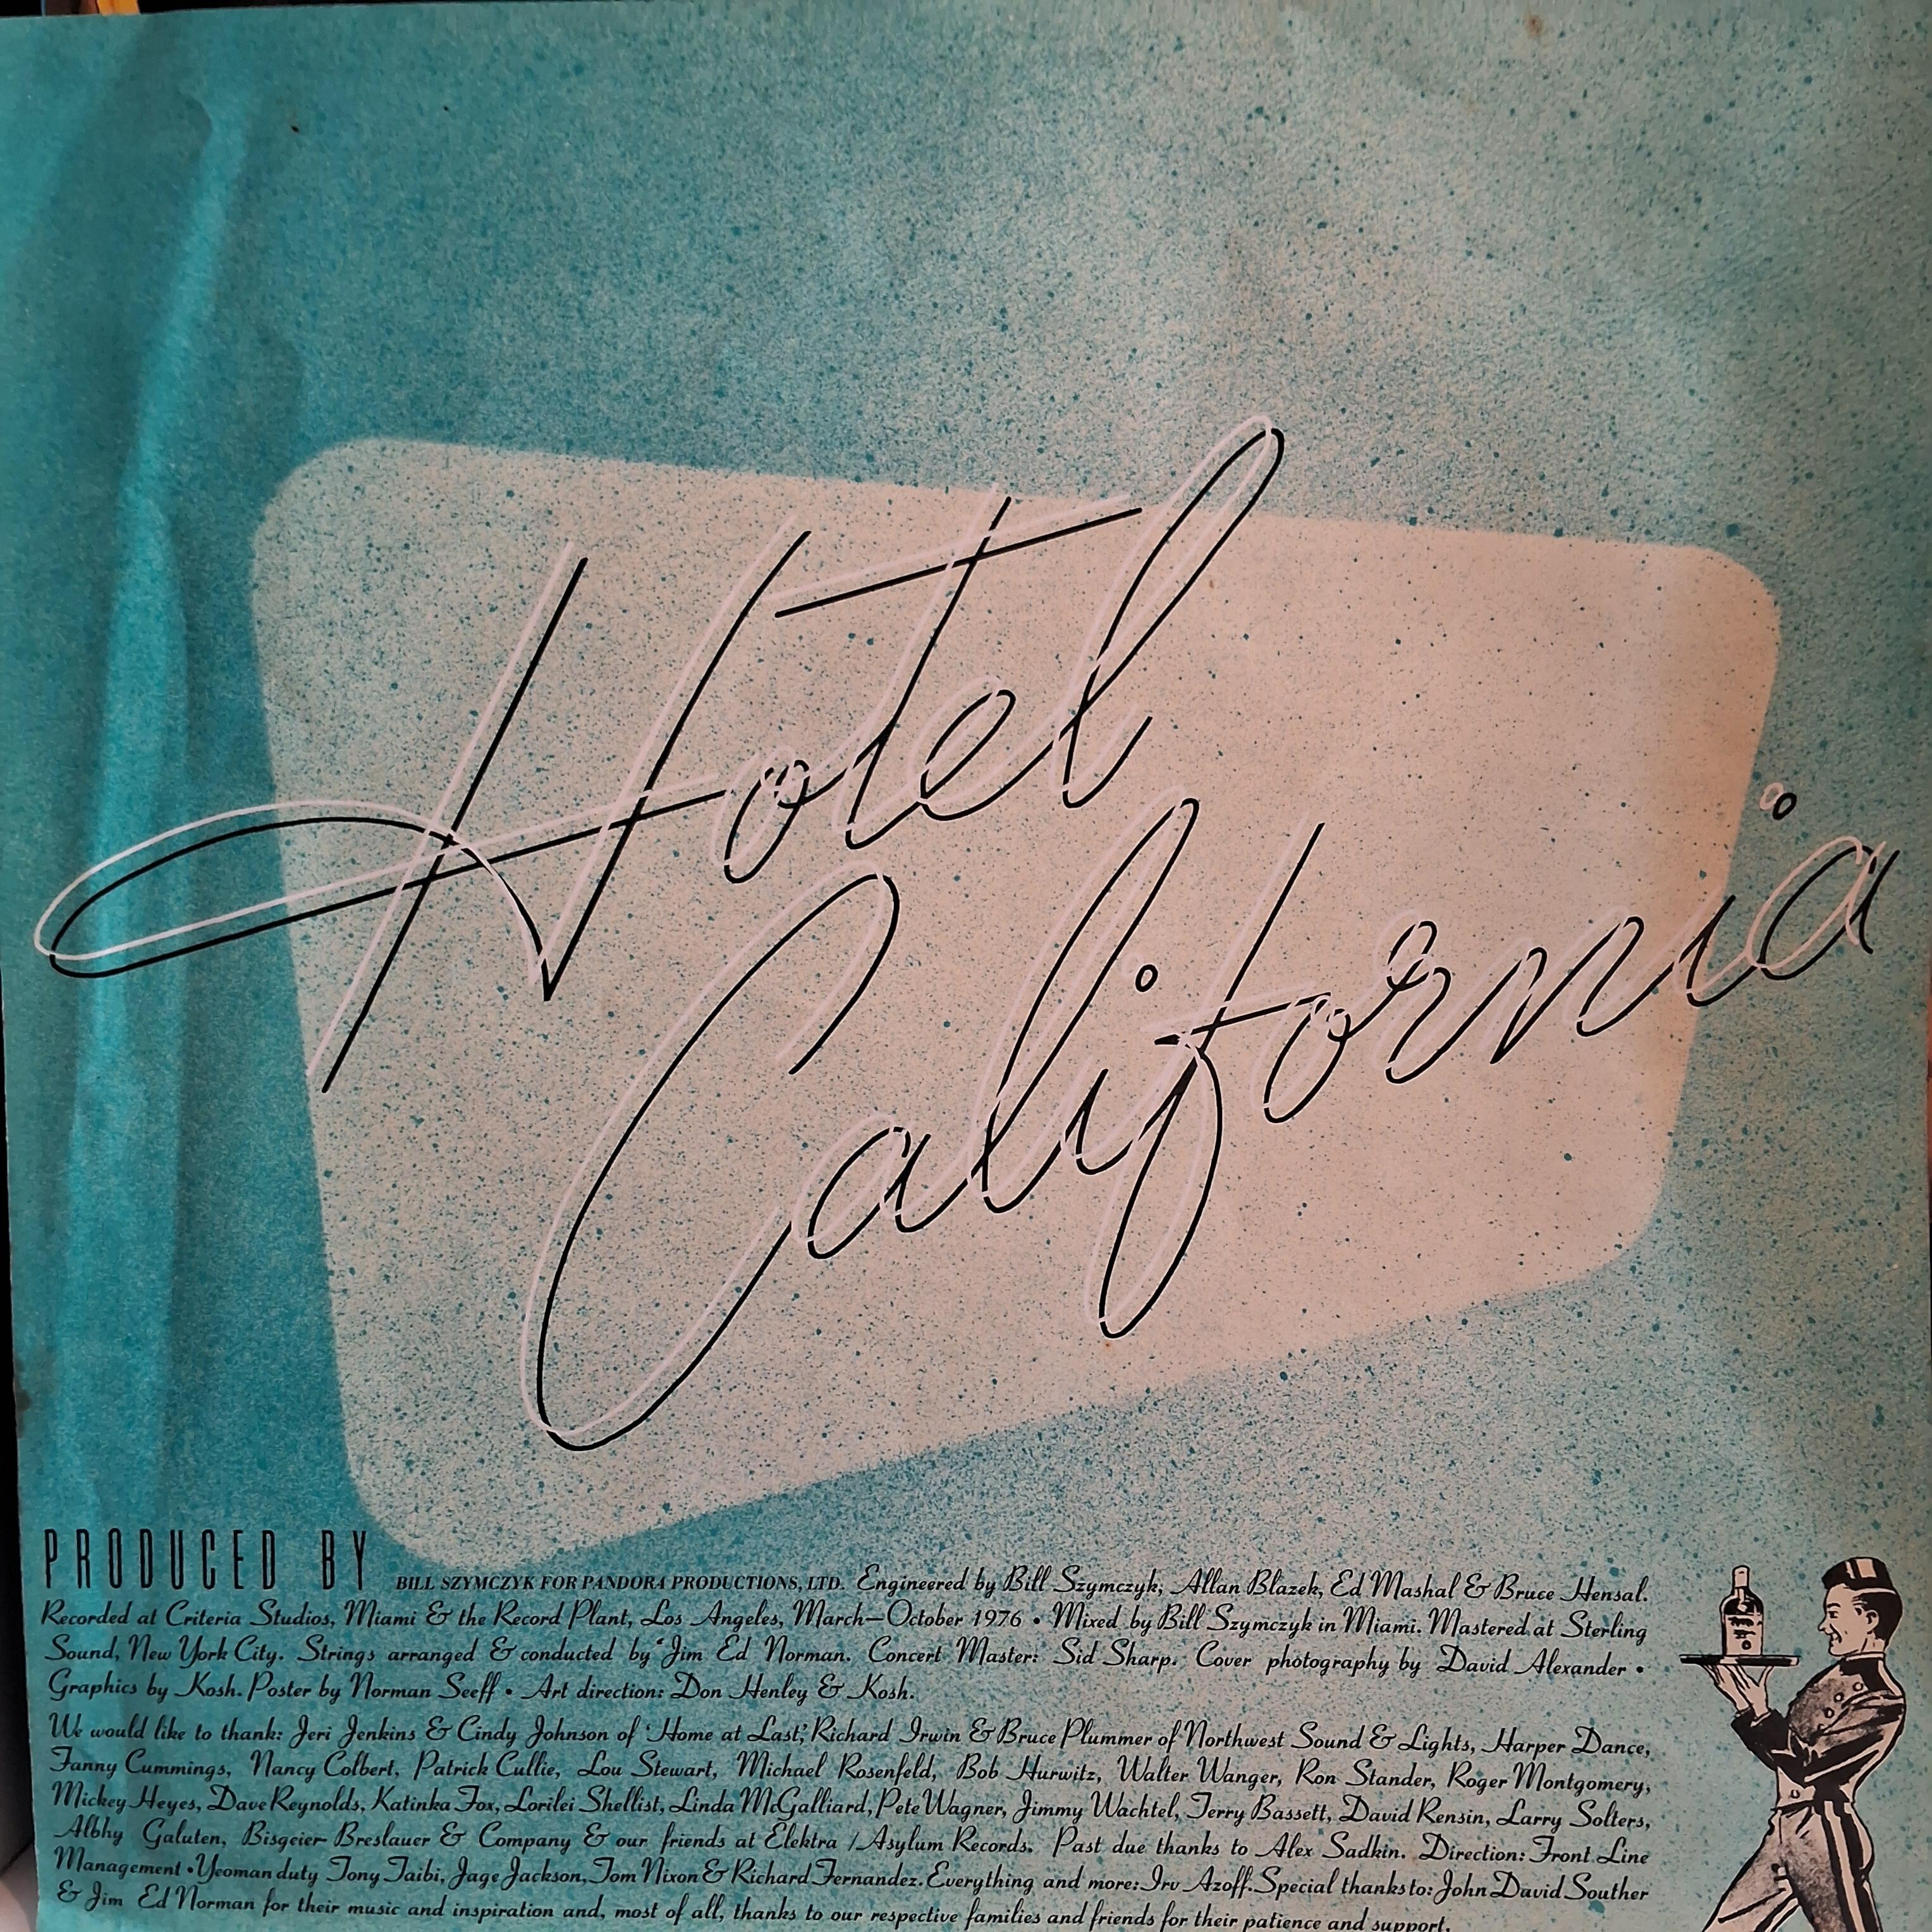 Hotel
California
PRODUCED BY BILL SZYMCZYK FOR PANDORA PRODUCTIONS, LTD. Engineered by Bill Szymczyk, Allan Blazek, Ed Mashal & Bruce Hensal.
Recorded at Criteria Studios, Miami & the Record Plant, Los Angeles, March—October 1976 • Mixed by Bill Szymczyk in Miami. Mastered at Sterling
Sound, New York City. Strings arranged & conducted by Jim Ed Norman. Concert Master: Sid Sharp. Cover photography by David Alexander •
Graphics by Kosh. Poster by Norman Seeff • Art direction: Don Henley & Kosh.
We would like to thank: Jeri Jenkins & Cindy Johnson of 'Home at Last,' Richard Irwin & Bruce Plummer of Northwest Sound & Lights, Harper Dance,
Fanny Cummings, Nancy Colbert, Patrick Cullie, Lou Stewart, Michael Rosenfeld, Bob Hurwitz, Walter Wanger, Ron Stander, Roger Montgomery,
Mickey Heyes, Dave Reynolds, Katinka Fox, Lorilei Shellist, Linda McGalliard, Pete Wagner, Jimmy Wachtel, Terry Bassett, David Rensin, Larry Solters,
Albhy Galuten, Bisgeier Breslauer & Company & our friends at Elektra / Asylum Records. Past due thanks to Alex Sadkin. Direction: Front Line
Management • Yeoman duty Tony Taibi, Jage Jackson, Tom Nixon & Richard Fernandez. Everything and more: Irv Azoff. Special thanks to: John David Souther
& Jim Ed Norman for their music and inspiration and, most of all, thanks to our respective families and friends for their patience and support.